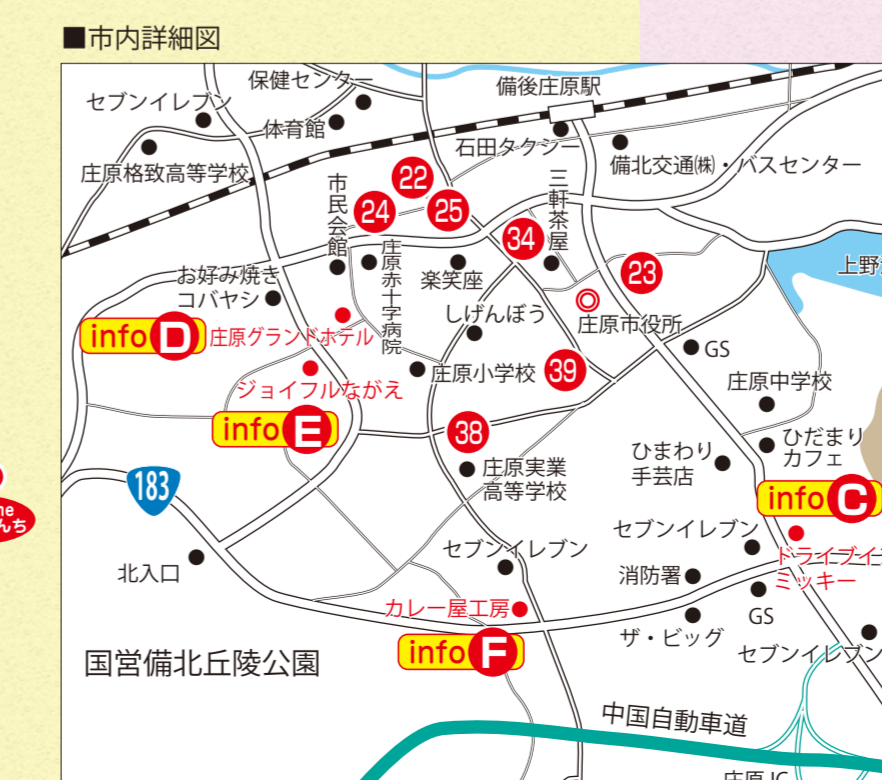 ■市内詳細図
保健センター
備後庄原駅
セブンイレブン
体育館
石田タクシー
備北交通㈱・バスセンター
庄原格致高等学校
22
市民会館
24
25
三軒茶屋
34
庄原赤十字病院
23
上野
お好み焼き
コバヤシ
楽笑座
しげんぼう
庄原市役所
info D
庄原グランドホテル
GS
庄原小学校
39
庄原中学校
ジョイフルながえ
info E
38
ひだまり
カフェ
ひまわり
手芸店
庄原実業
高等学校
183
info C
セブンイレブン
セブンイレブン
ドライブイ
ミッキー
北入口
消防署
カレー屋工房
GS
ザ・ビッグ
info F
セブンイレブン
国営備北丘陵公園
中国自動車道
庄原IC